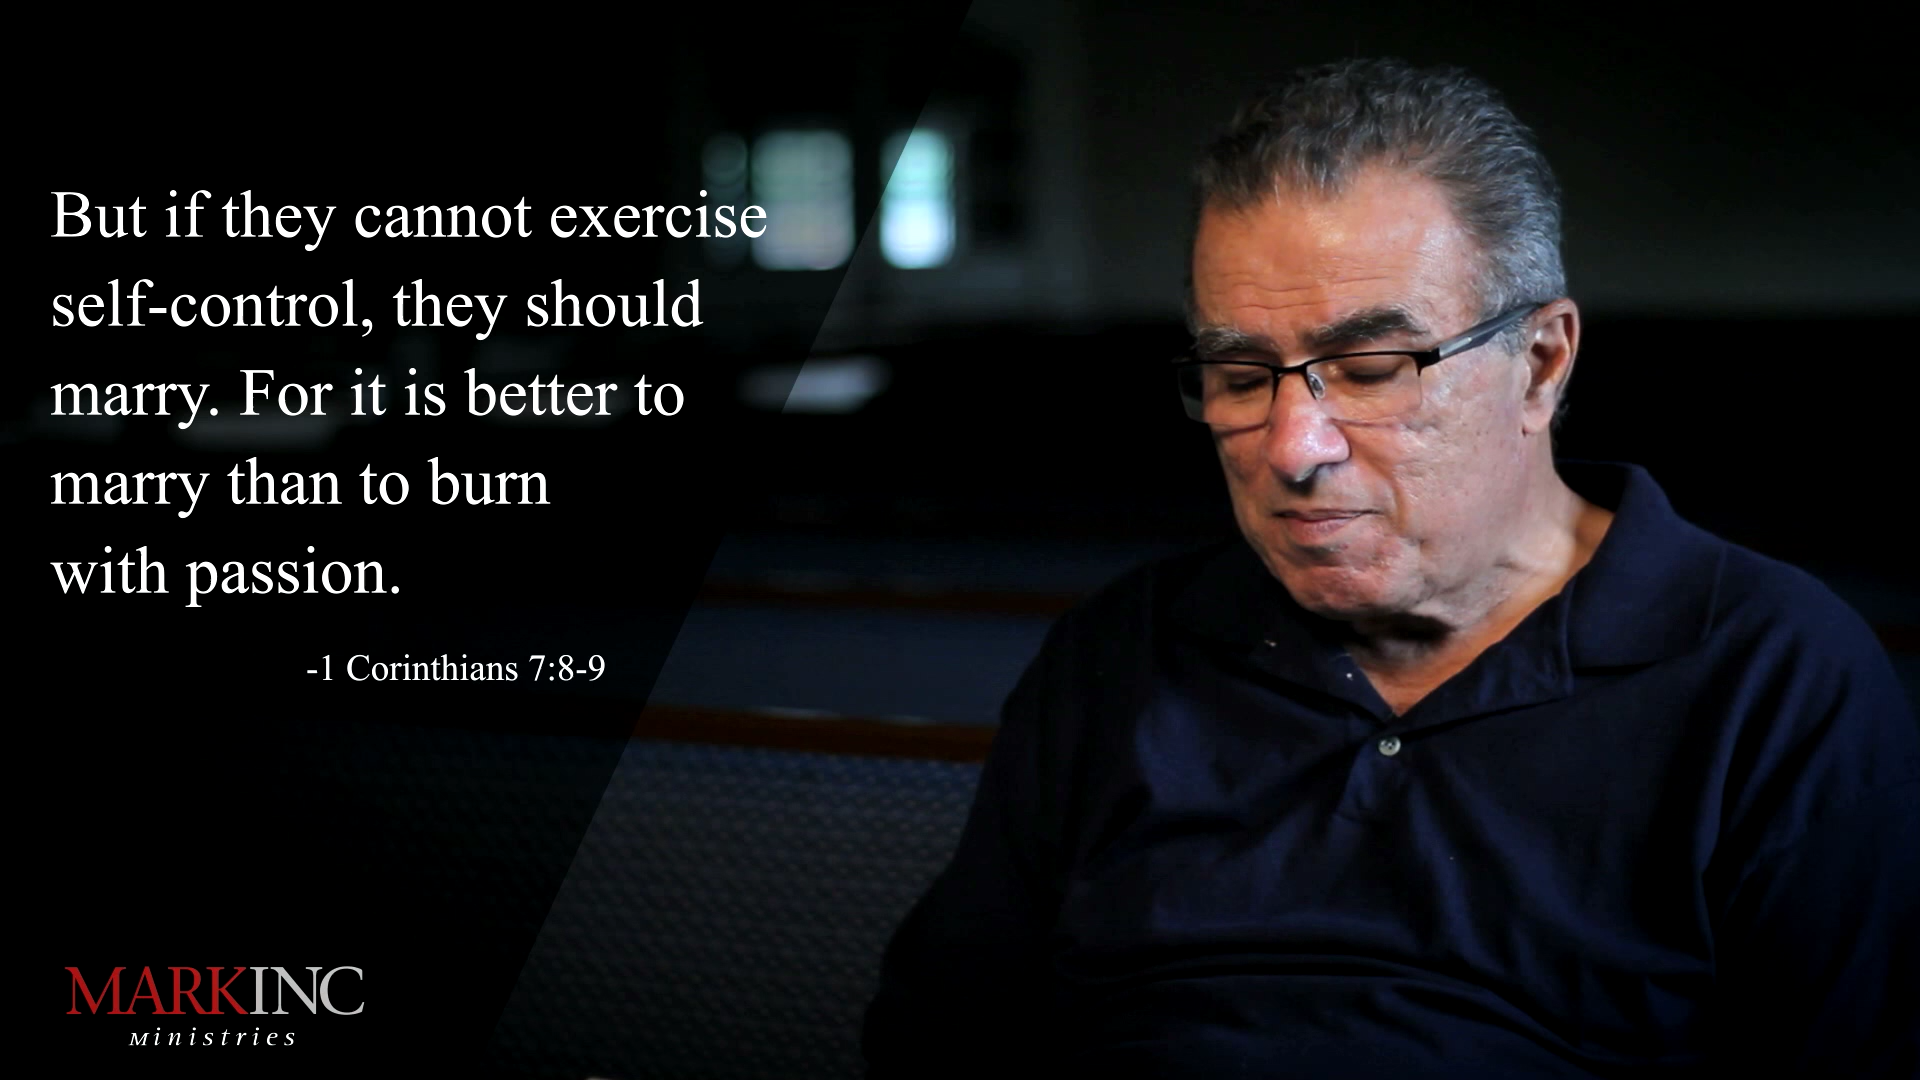 But if they cannot exercise
self-control, they should
marry. For it is better to
marry than to burn
with passion.
-1 Corinthians 7:8-9
MARKINC
Ministries